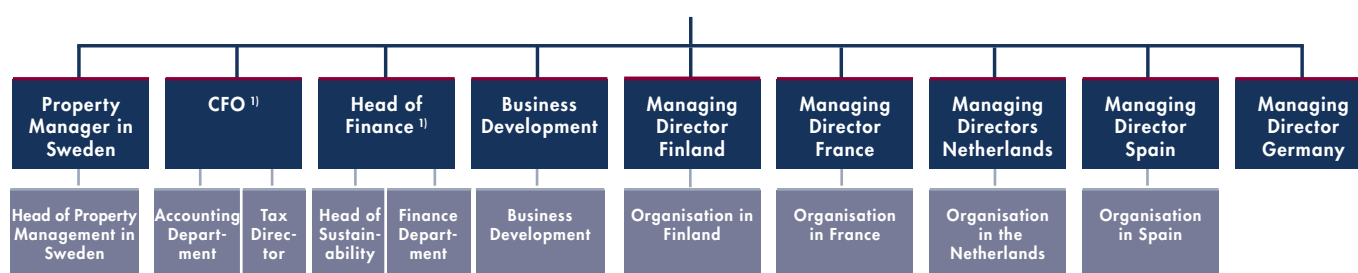 Property
Manager in
Sweden
CFO 1)
Head of
Finance 1)
Business
Development
Managing
Director
Finland
Managing
Director
France
Managing
Directors
Netherlands
Managing
Director
Spain
Managing
Director
Germany
Head of Property
Management in
Sweden
Accounting
Depart-
ment
Tax
Direc-
tor
Head of
Sustain-
ability
Finance
Depart-
ment
Business
Development
Organisation in
Finland
Organisation
in France
Organisation
in the
Netherlands
Organisation
in Spain